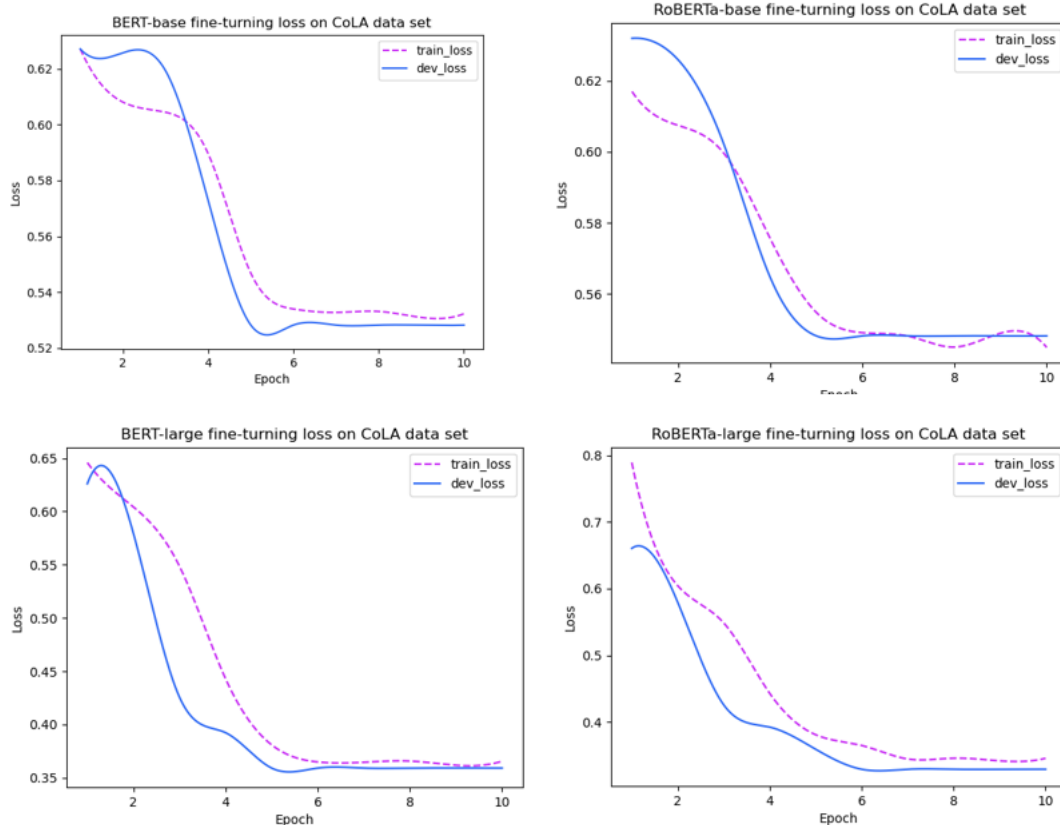 BERT-base fine-turning loss on CoLA data set
train_loss
dev_loss
0.62
0.60
0.58
0.56
0.54
0.52
Loss
2
4
6
8
10
Epoch
RoBERTa-base fine-turning loss on CoLA data set
train_loss
dev_loss
0.62
0.60
0.58
0.56
Loss
2
4
6
8
10
Epoch
BERT-large fine-turning loss on CoLA data set
train_loss
dev_loss
0.65
0.60
0.55
0.50
0.45
0.40
0.35
Loss
2
4
6
8
10
Epoch
RoBERTa-large fine-turning loss on CoLA data set
train_loss
dev_loss
0.8
0.7
0.6
0.5
0.4
Loss
2
4
6
8
10
Epoch